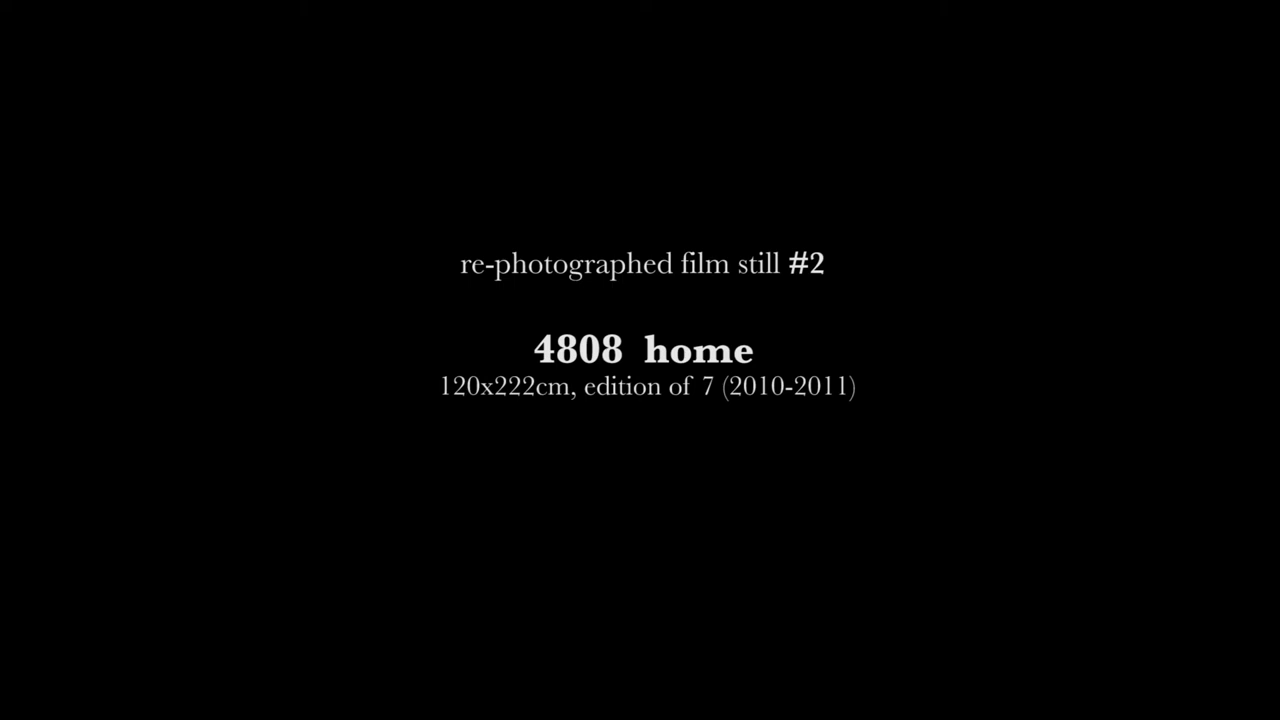 re-photographed film still #2
4808 home
120x222cm, edition of 7 (2010-2011)